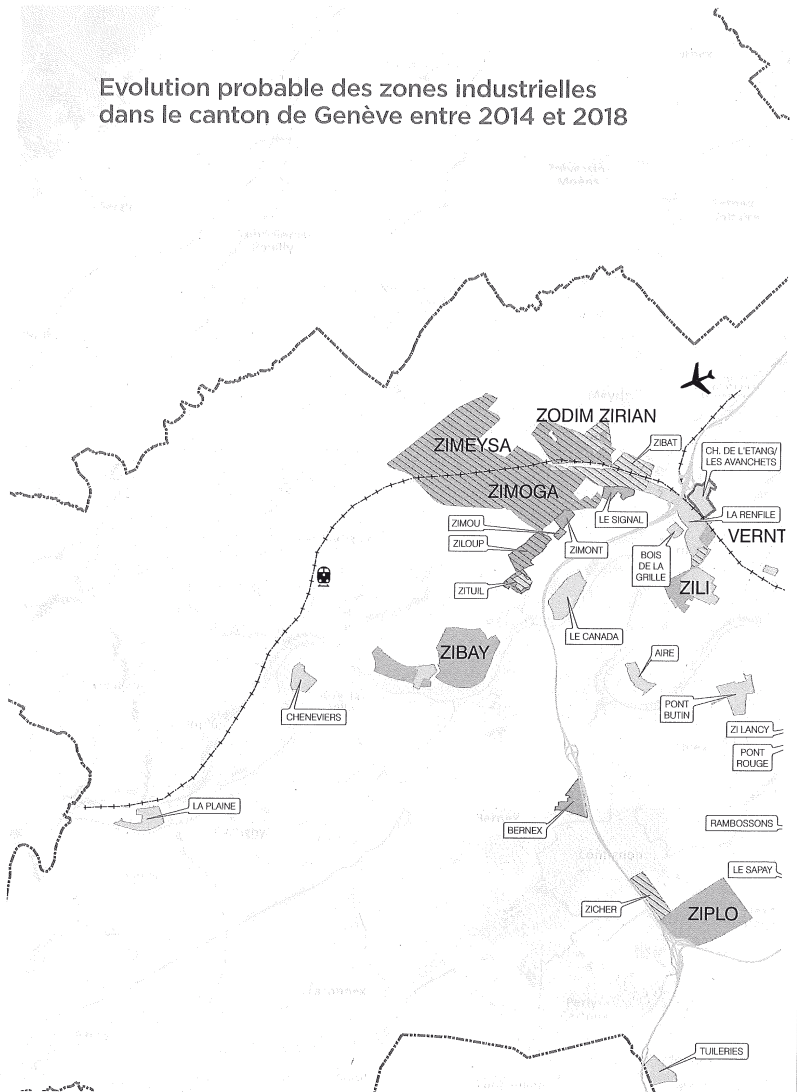 Evolution probable des zones industrielles
dans le canton de Genève entre 2014 et 2018
ZODIM ZIRIAN
ZIMEYSA
ZIBAT
CH. DE L'ETANG/
LES AVANCHETS
ZIMOGA
LE SIGNAL
LA RENFILE
ZIMOU
VERNT
ZILOUP
ZIMONT
BOIS
DE LA
GRILLE
ZITUIL
ZILI
LE CANADA
ZIBAY
AIRE
CHENEVIERS
PONT
BUTIN
ZI LANCY
PONT
ROUGE
LA PLAINE
BERNEX
RAMBOSSONS
LE SAPAY
ZICHER
ZIPLO
TUILERIES